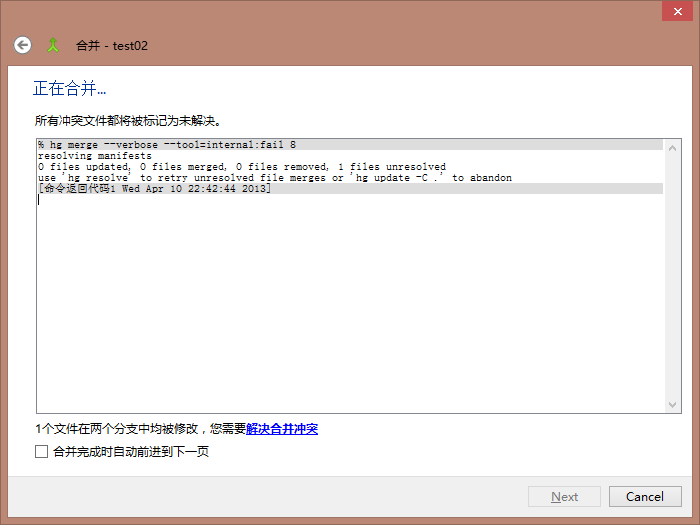 合并 - test02
正在合并...
所有冲突文件都将被标记为未解决。
% hg merge --verbose --tool=internal:fail 8
resolving manifests
0 files updated, 0 files merged, 0 files removed, 1 files unresolved
use 'hg resolve' to retry unresolved file merges or 'hg update -C .' to abandon
[命令返回代码1 Wed Apr 10 22:42:44 2013]
1个文件在两个分支中均被修改，您需要解决合并冲突
合并完成时自动前进到下一页
Next
Cancel